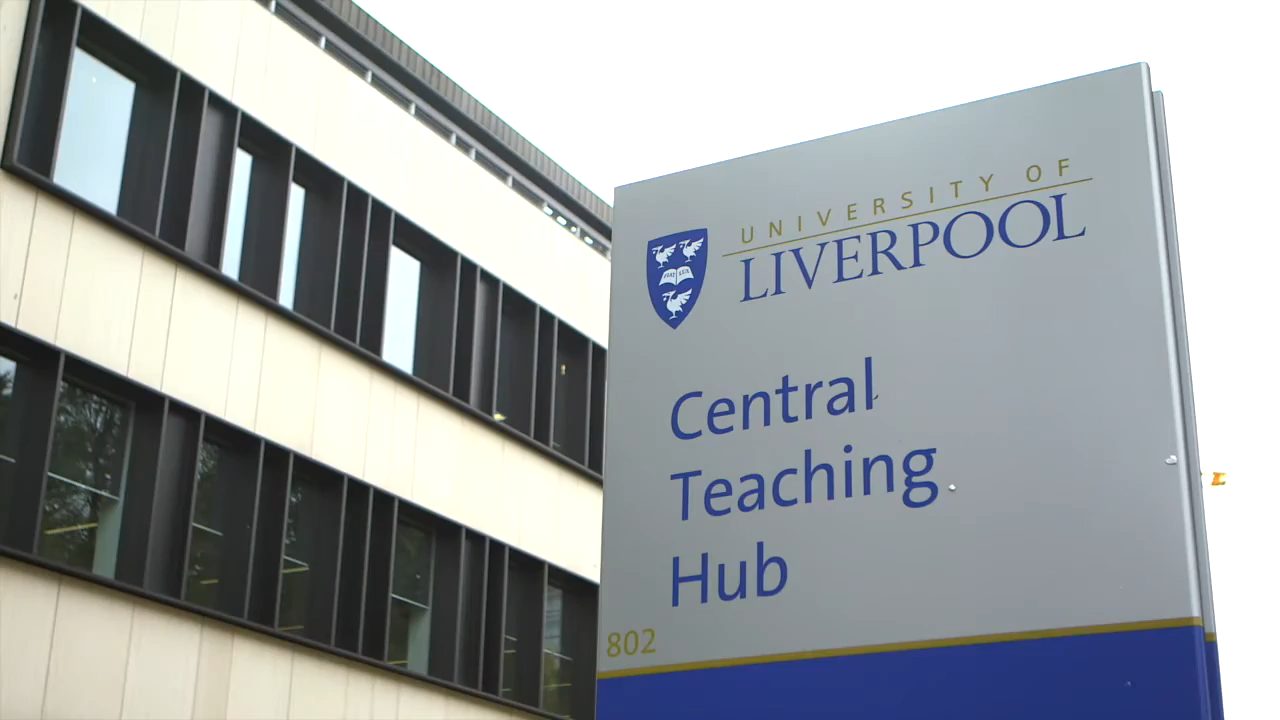 UNIVERSITY OF
LIVERPOOL
Central
Teaching
Hub
802